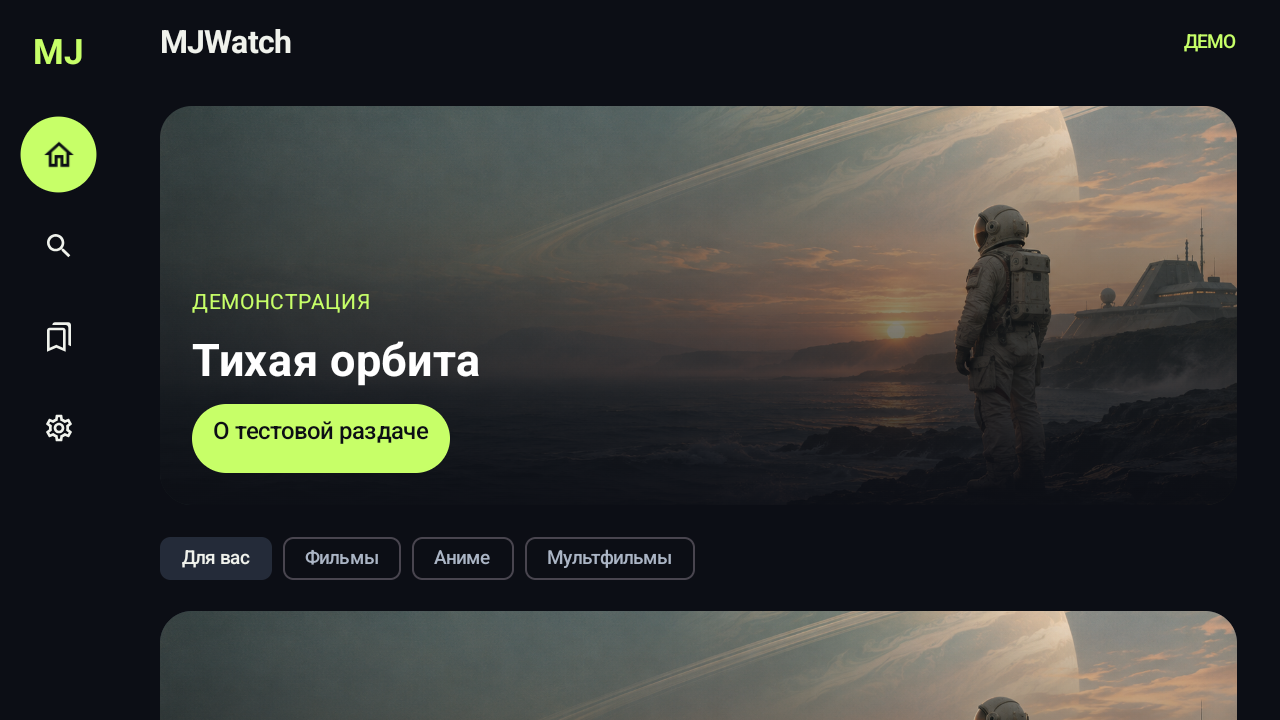 MJ
MJWatch
ДЕМО
ДЕМОНСТРАЦИЯ
Тихая орбита
О тестовой раздаче
Для вас
Фильмы
Аниме
Мультфильмы